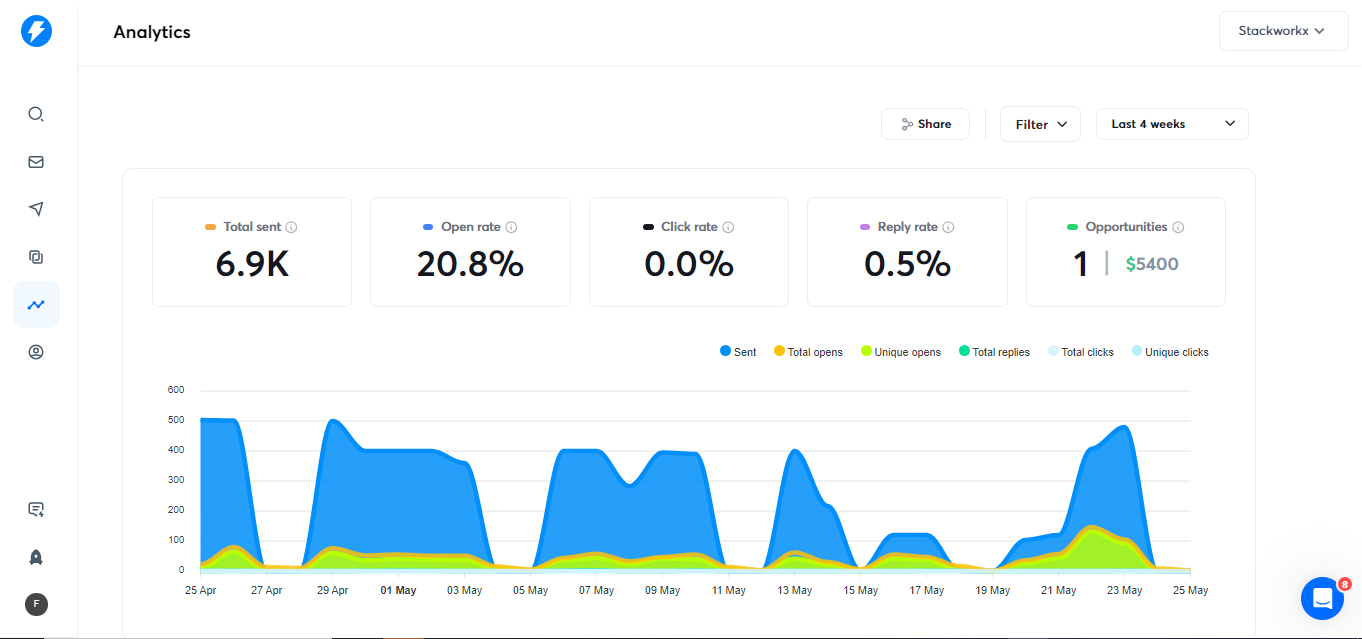 Analytics
Stackworkx
Share
Filter
Last 4 weeks
Total sent
6.9K
Open rate
20.8%
Click rate
0.0%
Reply rate
0.5%
Opportunities
1 | $5400
Sent Total opens Unique opens Total replies Total clicks Unique clicks
600
500
400
300
200
100
0
25 Apr 27 Apr 29 Apr 01 May 03 May 05 May 07 May 09 May 11 May 13 May 15 May 17 May 19 May 21 May 23 May 25 May
F
8